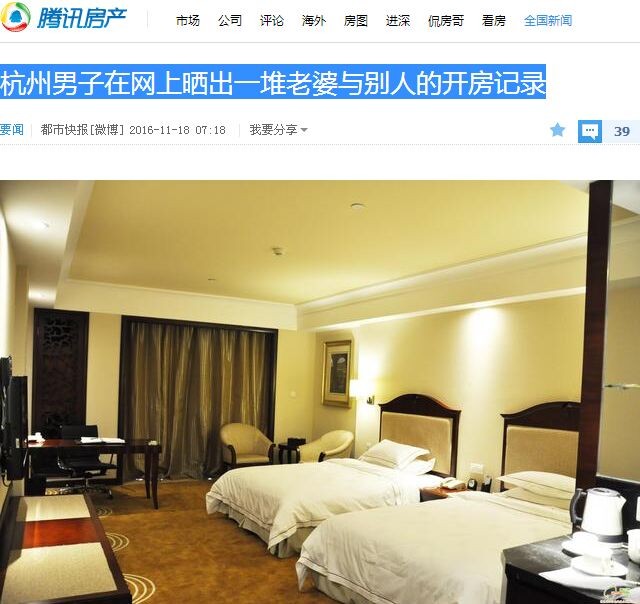 腾讯房产 市场 公司 评论 海外 房图 进深 侃房哥 看房 全国新闻
杭州男子在网上晒出一堆老婆与别人的开房记录
要闻 都市快报[微博] 2016-11-18 07:18 我要分享 39